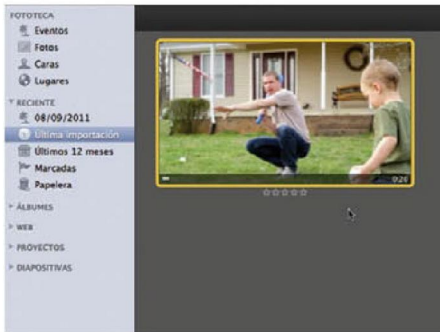 FOTOTECA
Eventos
Fotos
Caras
Lugares
RECIENTE
08/09/2011
Última importación
Últimos 12 meses
Marcadas
Papelera
ÁLBUMES
WEB
PROYECTOS
DIAPOSITIVAS
0:26